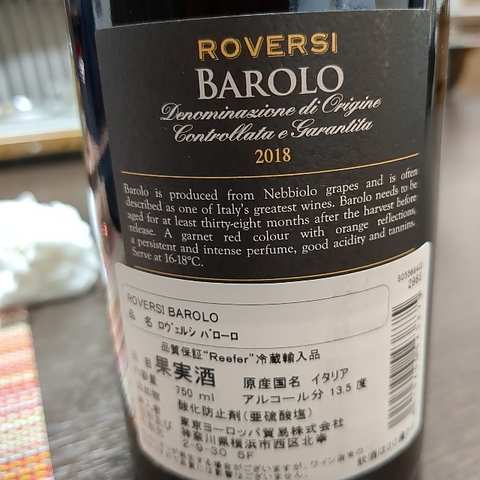 ROVERSI
BAROLO
Denominazione di Origine
Controllata e Garantita
2018
Barolo is produced from Nebbiolo grapes and is often
described as one of Italy's greatest wines. Barolo needs to be
aged for at least thirty-eight months after the harvest before
release. A garnet red colour with orange reflections,
a persistent and intense perfume, good acidity and tannins.
Serve at 16-18°C.
2962
ROVERSI BAROLO
品 名 ロヴェルシ バローロ
品質保証"Reefer"冷蔵輸入品
品目 果実酒 原産国名 イタリア
750 ml アルコール分 13.5 度
酸化防止剤(亜硫酸塩)
東京ヨーロッパ貿易株式会社
神奈川県横浜市西区北幸
2-9-30 5F